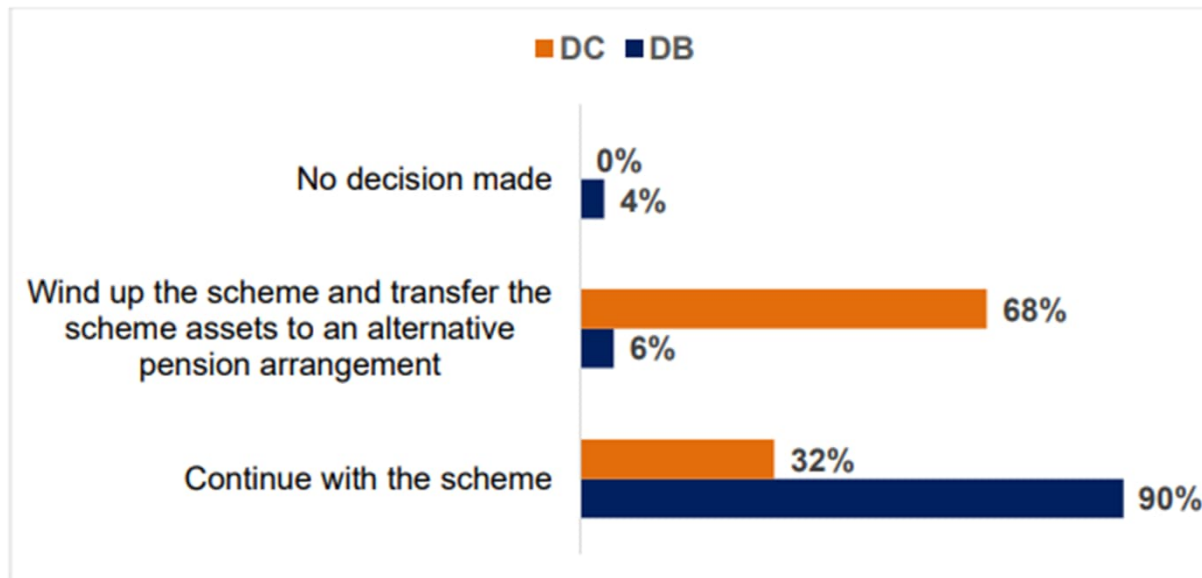 DC DB
No decision made
0%
4%
Wind up the scheme and transfer the
scheme assets to an alternative
pension arrangement
68%
6%
Continue with the scheme
32%
90%